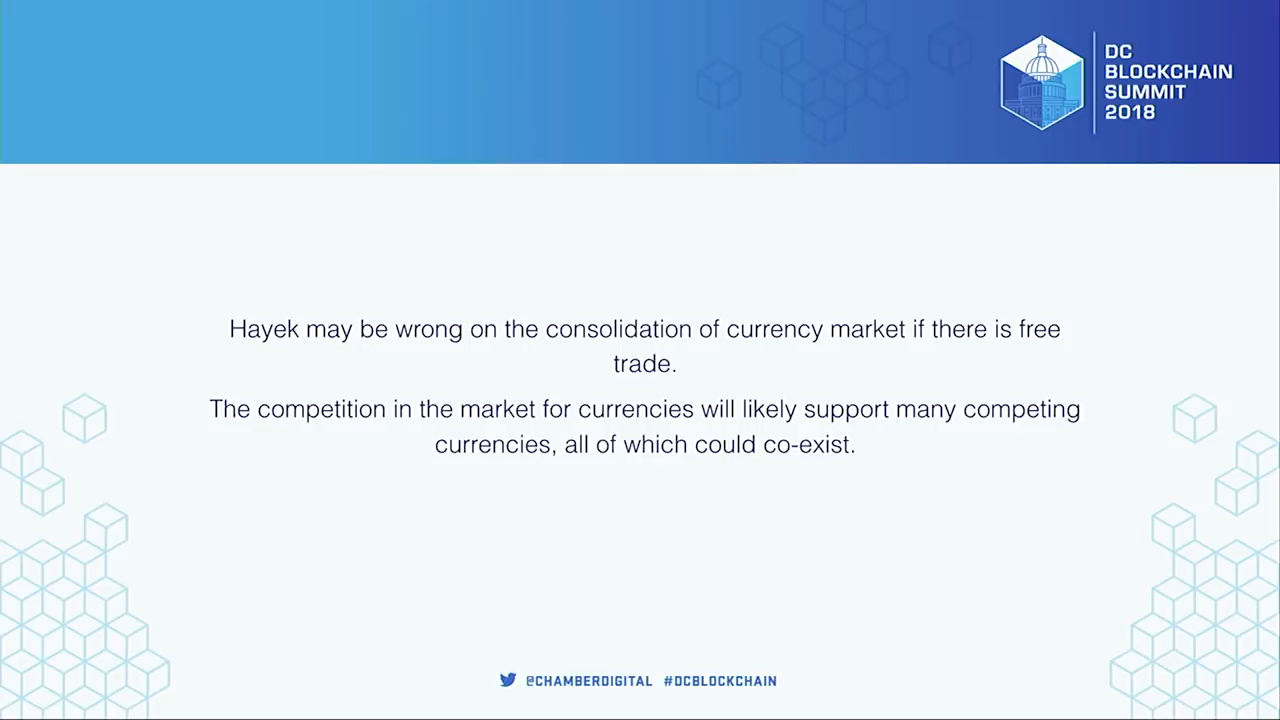 DC
BLOCKCHAIN
SUMMIT
2018
Hayek may be wrong on the consolidation of currency market if there is free
trade.
The competition in the market for currencies will likely support many competing
currencies, all of which could co-exist.
@CHAMBERDIGITAL #DCBLOCKCHAIN